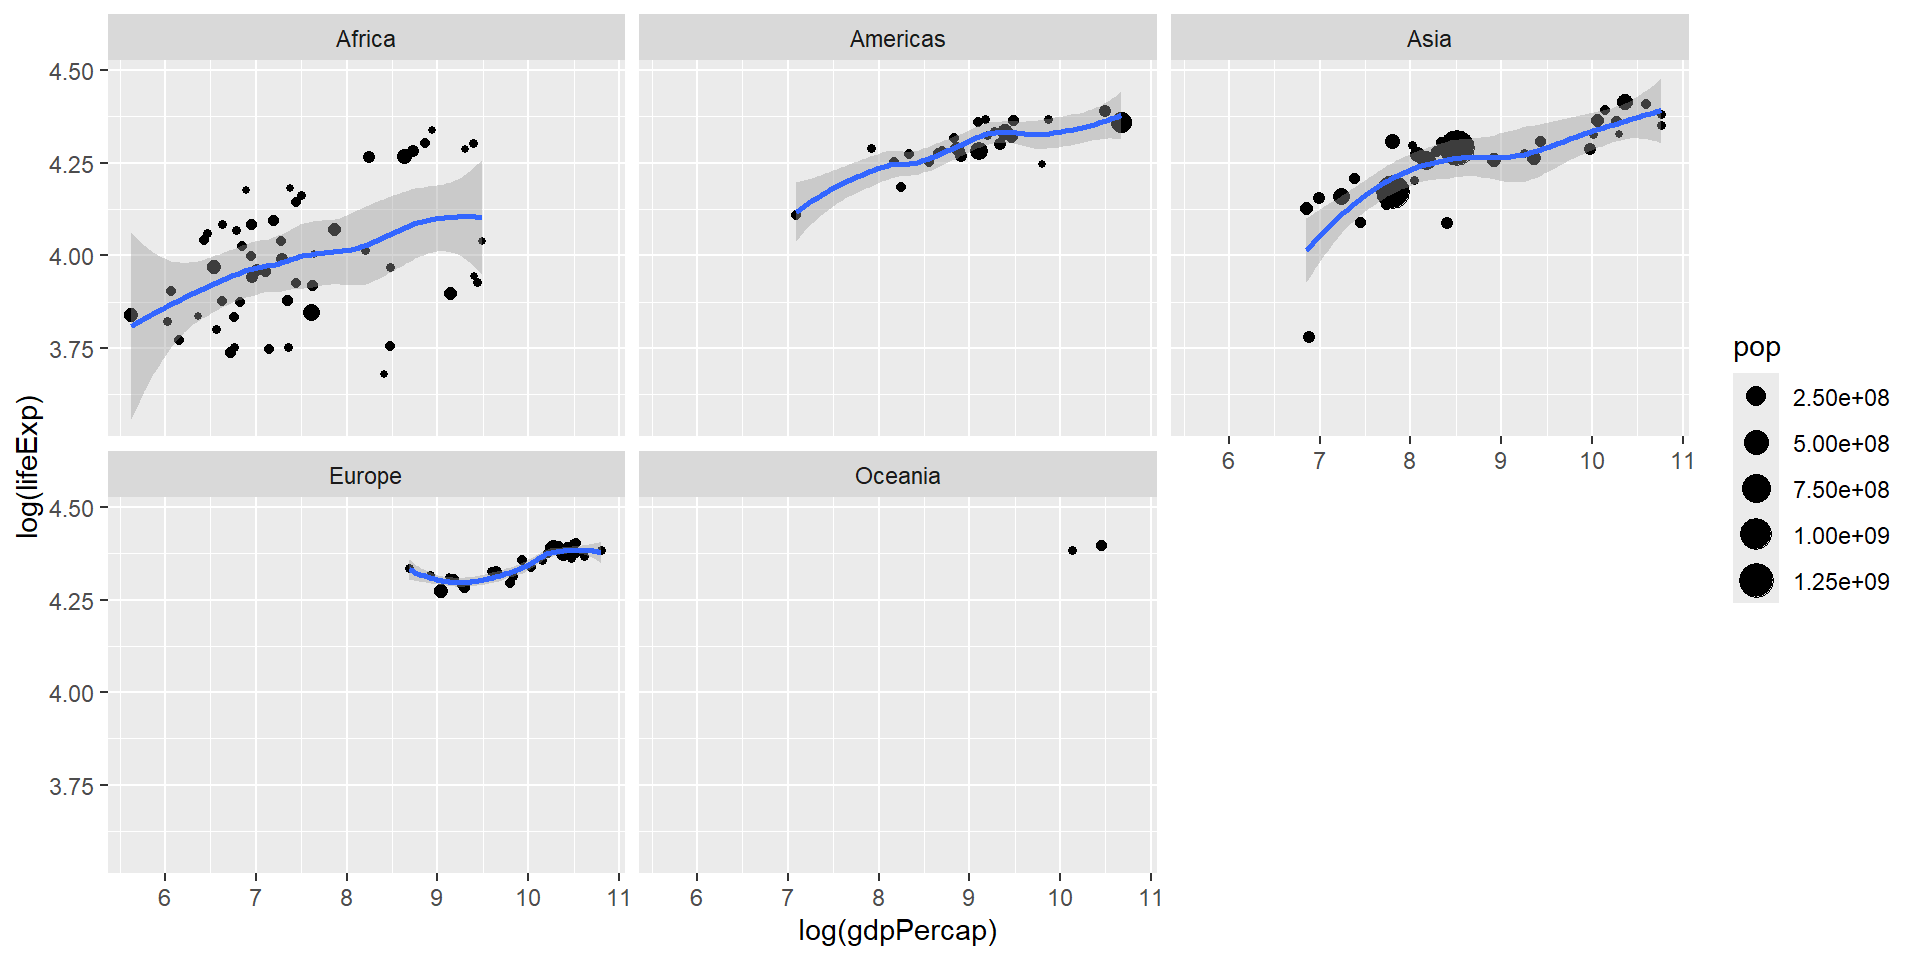 Africa
Americas
Asia
4.50
4.25
4.00
3.75
6 7 8 9 10 11
Europe
Oceania
4.50
4.25
4.00
3.75
6 7 8 9 10 11
6 7 8 9 10 11
log(gdpPercap)
log(lifeExp)
pop
2.50e+08
5.00e+08
7.50e+08
1.00e+09
1.25e+09